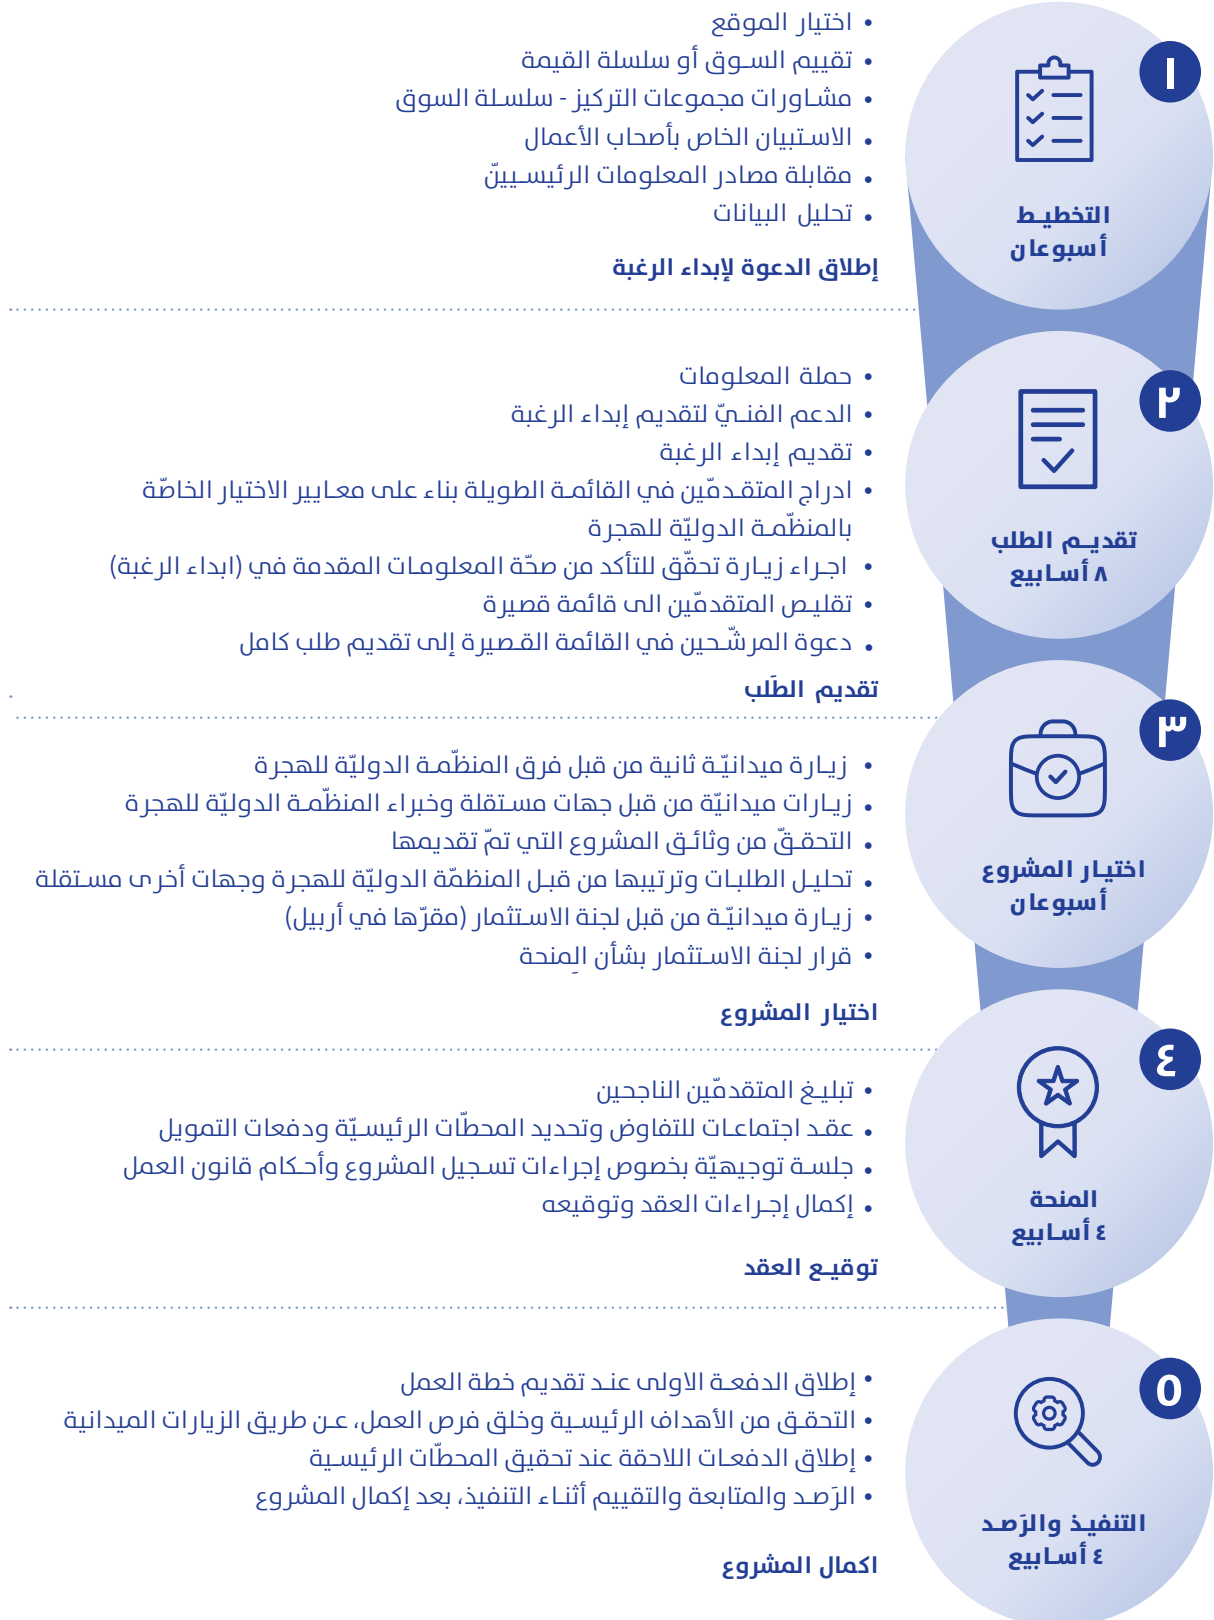 ١
التخطيط
أسبوعان
• اختيار الموقع
• تقييم السوق أو سلسلة القيمة
• مشاورات مجموعات التركيز - سلسلة السوق
• الاستبيان الخاص بأصحاب الأعمال
• مقابلة مصادر المعلومات الرئيسيينّ
• تحليل البيانات
إطلاق الدعوة لإبداء الرغبة
٢
تقديم الطلب
٨ أسابيع
• حملة المعلومات
• الدعم الفنيّ لتقديم إبداء الرغبة
• تقديم إبداء الرغبة
• ادراج المتقدمّين في القائمة الطويلة بناء على معايير الاختيار الخاصّة
بالمنظّمة الدوليّة للهجرة
• اجراء زيارة تحقّق للتأكد من صحّة المعلومات المقدمة في (ابداء الرغبة)
• تقليص المتقدمّين الى قائمة قصيرة
• دعوة المرشّحين في القائمة القصيرة إلى تقديم طلب كامل
تقديم الطَلب
٣
اختيار المشروع
أسبوعان
• زيارة ميدانيّة ثانية من قبل فرق المنظّمة الدوليّة للهجرة
• زيارات ميدانيّة من قبل جهات مستقلة وخبراء المنظّمة الدوليّة للهجرة
• التحققّ من وثائق المشروع التي تمّ تقديمها
• تحليل الطلبات وترتيبها من قبل المنظمّة الدوليّة للهجرة وجهات أخرى مستقلة
• زيارة ميدانيّة من قبل لجنة الاستثمار (مقرّها في أربيل)
• قرار لجنة الاستثمار بشأن المِنحة
اختيار المشروع
٤
المنحة
٤ أسابيع
• تبليغ المتقدمّين الناجحين
• عقد اجتماعات للتفاوض وتحديد المحطّات الرئيسيّة ودفعات التمويل
• جلسة توجيهيّة بخصوص إجراءات تسجيل المشروع وأحكام قانون العمل
• إكمال إجراءات العقد وتوقيعه
توقيع العقد
٥
التنفيذ والرَصد
٤ أسابيع
• إطلاق الدفعة الاولى عند تقديم خطة العمل
• التحقق من الأهداف الرئيسية وخلق فرص العمل، عن طريق الزيارات الميدانية
• إطلاق الدفعات اللاحقة عند تحقيق المحطّات الرئيسية
• الرَصد والمتابعة والتقييم أثناء التنفيذ، بعد إكمال المشروع
اكمال المشروع